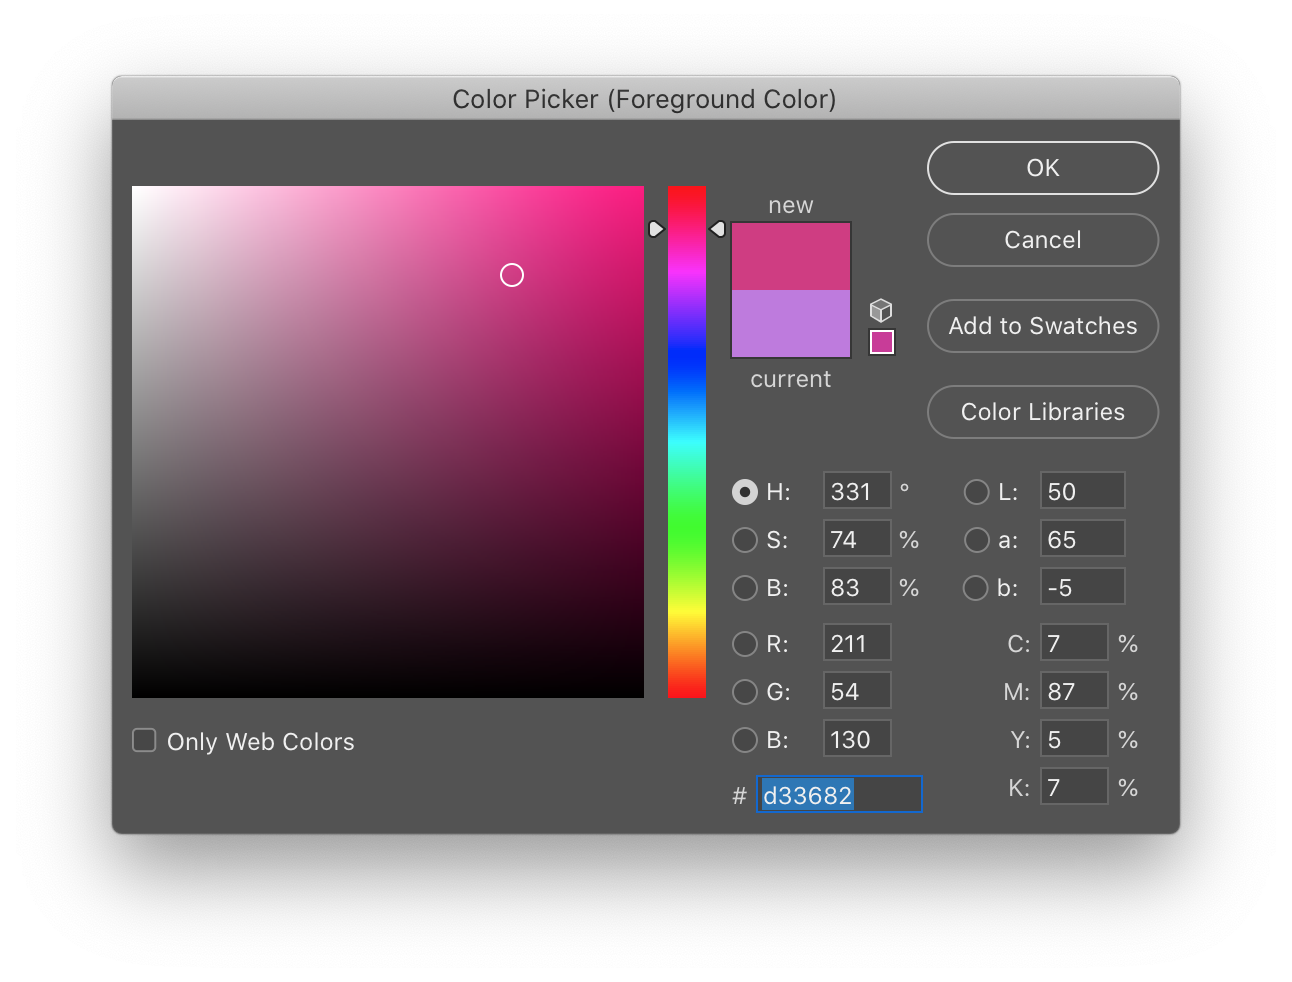 Color Picker (Foreground Color)
OK
new
Cancel
Add to Swatches
current
Color Libraries
H: 331 °
L: 50
S: 74 %
a: 65
B: 83 %
b: -5
R: 211
C: 7 %
G: 54
M: 87 %
B: 130
Y: 5 %
Only Web Colors
# d33682
K: 7 %